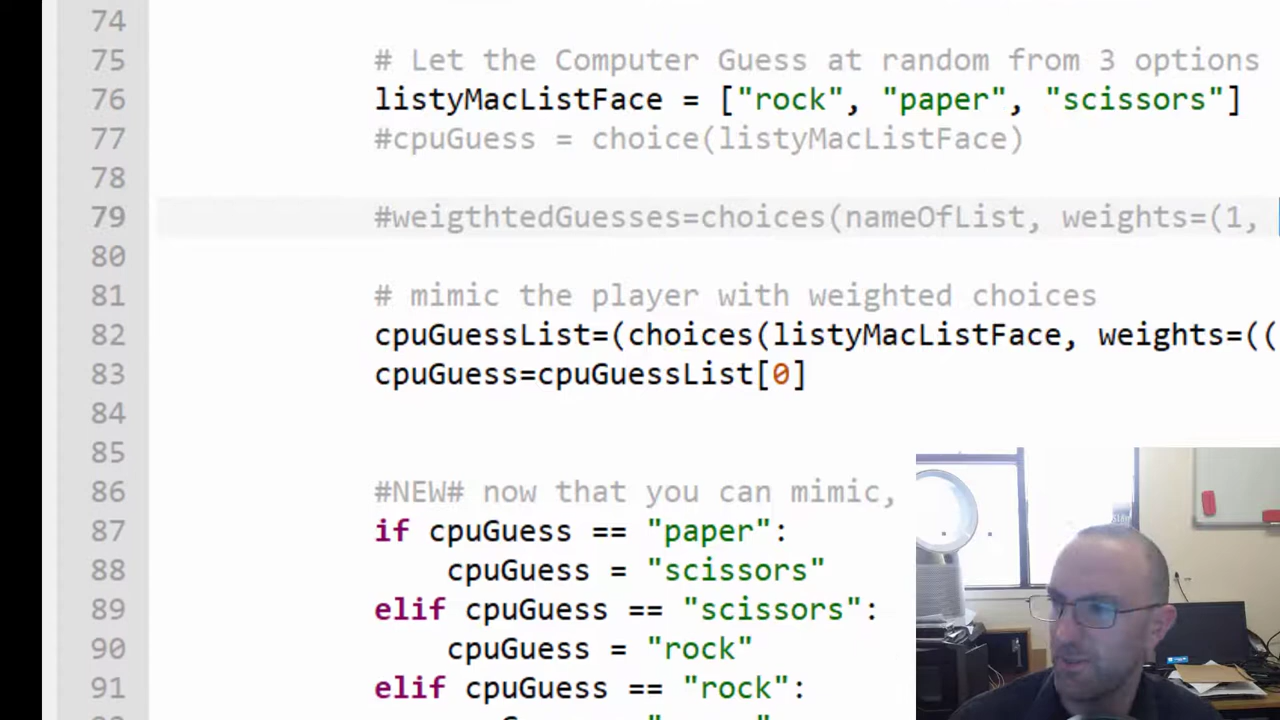 74
75 # Let the Computer Guess at random from 3 options
76 listyMacListFace = ["rock", "paper", "scissors"]
77 #cpuGuess = choice(listyMacListFace)
78
79 #weigthtedGuesses=choices(nameOfList, weights=(1,
80
81 # mimic the player with weighted choices
82 cpuGuessList=(choices(listyMacListFace, weights=((
83 cpuGuess=cpuGuessList[0]
84
85
86 #NEW# now that you can mimic,
87 if cpuGuess == "paper":
88 cpuGuess = "scissors"
89 elif cpuGuess == "scissors":
90 cpuGuess = "rock"
91 elif cpuGuess == "rock":